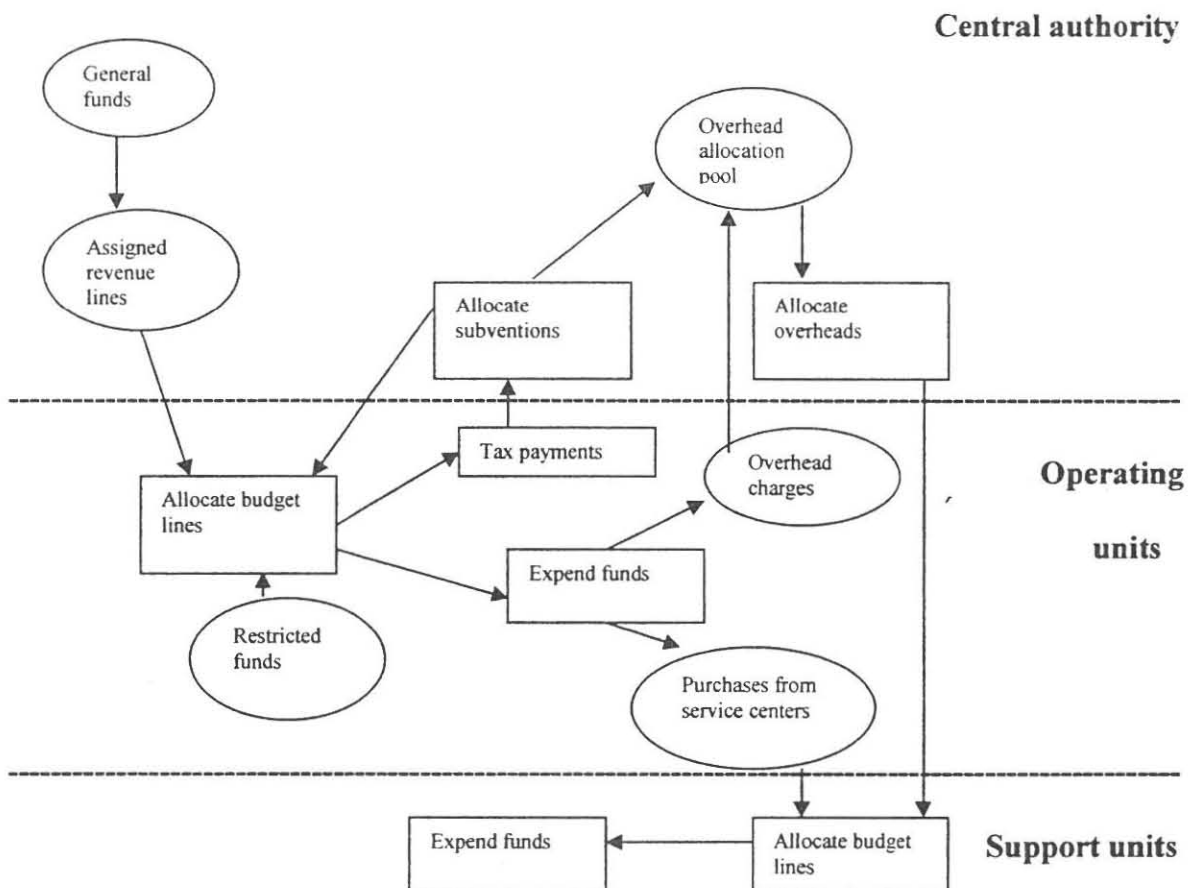 Central authority
General
funds
Overhead
allocation
pool
Assigned
revenue
lines
Allocate
subventions
Allocate
overheads
Tax payments
Overhead
charges
Operating
units
Allocate budget
lines
Expend funds
Restricted
funds
Purchases from
service centers
Expend funds
Allocate budget
lines
Support units